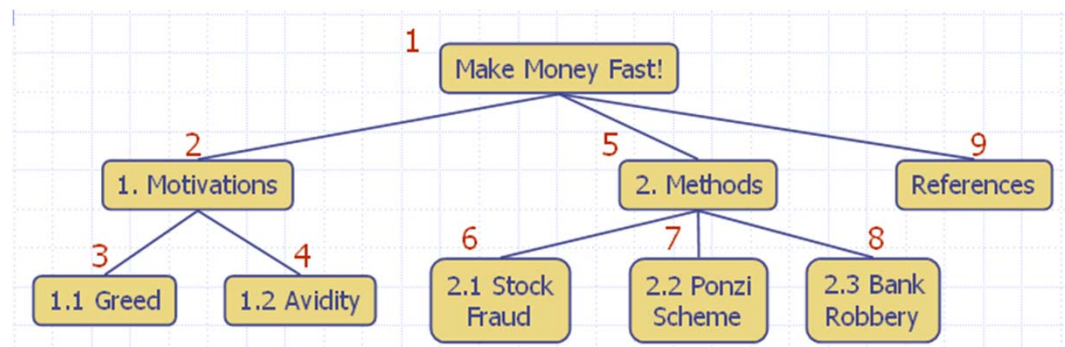 1
Make Money Fast!
2
5
9
1. Motivations
2. Methods
References
3
4
6
7
8
1.1 Greed
1.2 Avidity
2.1 Stock
Fraud
2.2 Ponzi
Scheme
2.3 Bank
Robbery